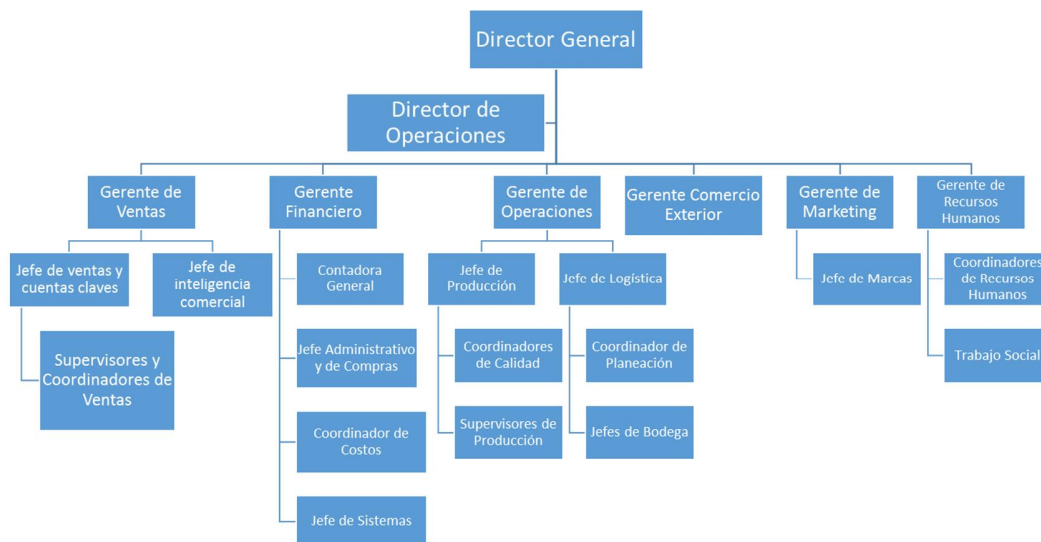 Director General
Director de
Operaciones
Gerente de
Ventas
Gerente
Financiero
Gerente de
Operaciones
Gerente Comercio
Exterior
Gerente de
Marketing
Gerente de
Recursos
Humanos
Jefe de ventas y
cuentas claves
Jefe de
inteligencia
comercial
Supervisores y
Coordinadores de
Ventas
Contadora
General
Jefe Administrativo
y de Compras
Coordinador de
Costos
Jefe de Sistemas
Jefe de
Producción
Coordinadores
de Calidad
Supervisores de
Producción
Jefe de Logística
Coordinador de
Planeación
Jefes de Bodega
Jefe de Marcas
Coordinadores
de Recursos
Humanos
Trabajo Social